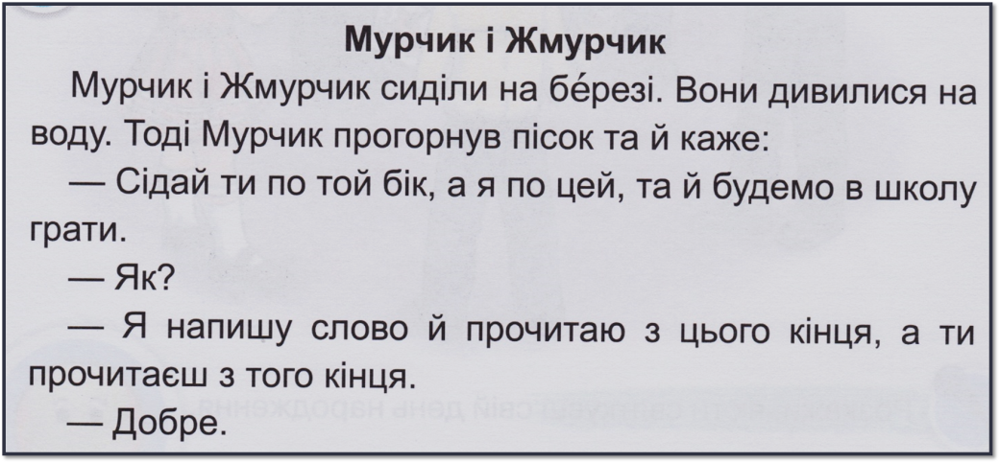 Мурчик і Жмурчик
Мурчик і Жмурчик сиділи на бе́резі. Вони дивилися на
воду. Тоді Мурчик прогорнув пісок та й каже:
— Сідай ти по той бік, а я по цей, та й будемо в школу
грати.
— Як?
— Я напишу слово й прочитаю з цього кінця, а ти
прочитаєш з того кінця.
— Добре.